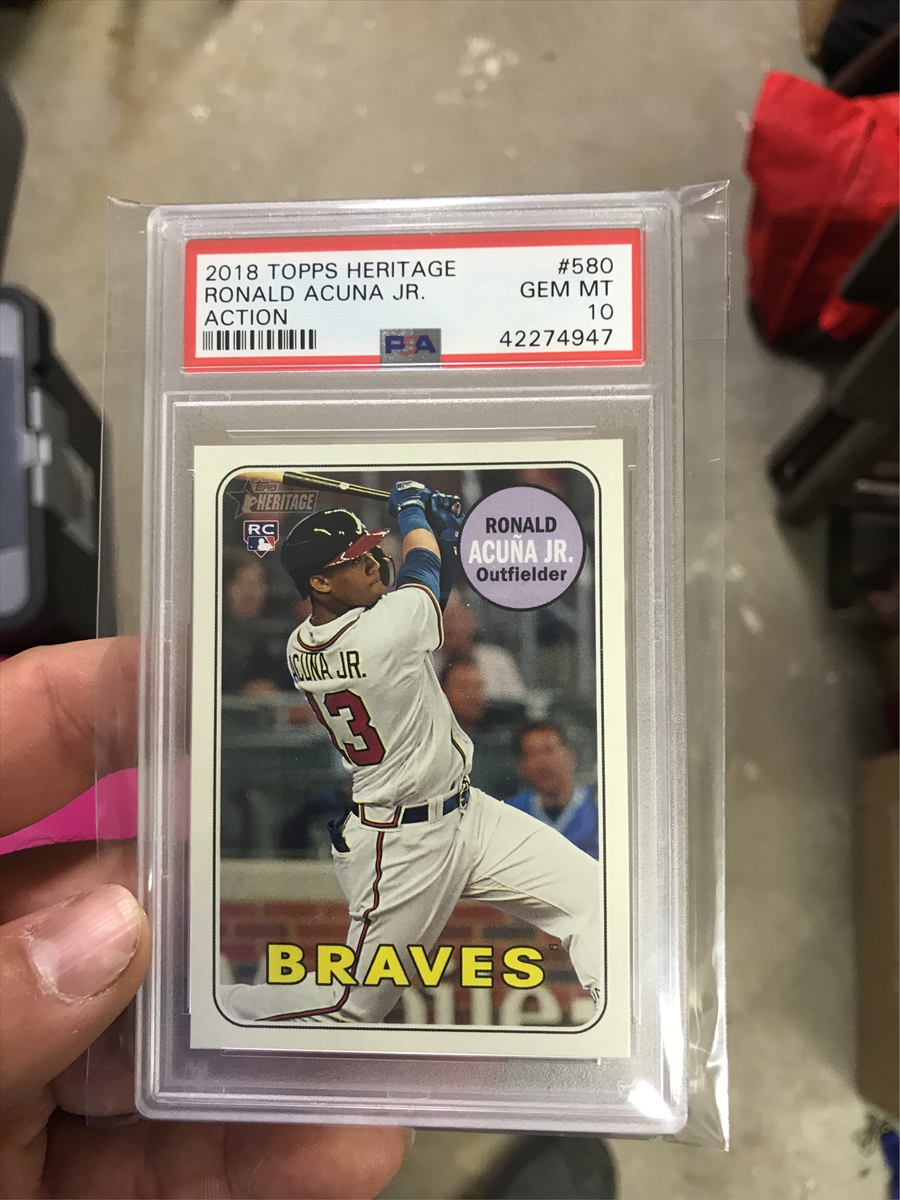 2018 TOPPS HERITAGE #580
RONALD ACUNA JR. GEM MT
ACTION 10
PSA 42274947
Topps
HERITAGE
RC
RONALD
ACUÑA JR.
Outfielder
ACUNA JR.
13
BRAVES™